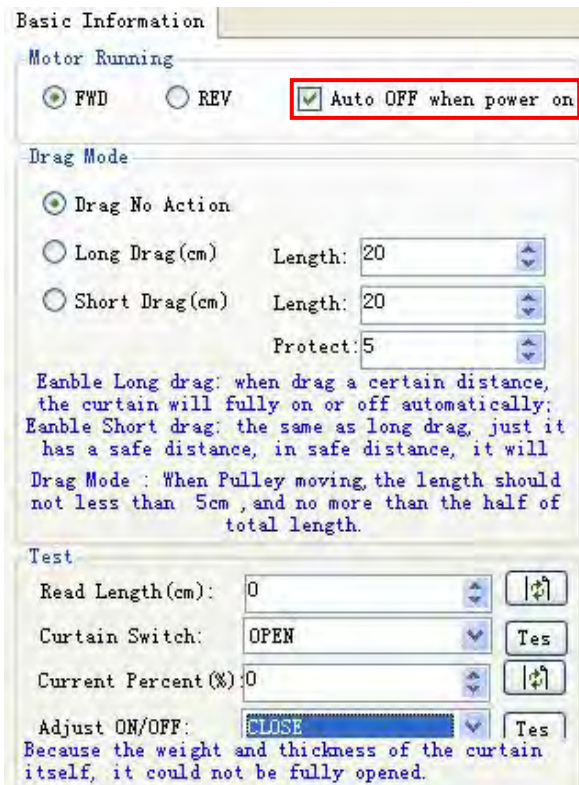 Basic Information
Motor Running
FWD REV Auto OFF when power on
Drag Mode
Drag No Action
Long Drag(cm) Length: 20
Short Drag(cm) Length: 20
Protect: 5
Eanble Long drag: when drag a certain distance,
the curtain will fully on or off automatically;
Eanble Short drag: the same as long drag, just it
has a safe distance, in safe distance, it will
Drag Mode : When Pulley moving, the length should
not less than 5cm ,and no more than the half of
total length.
Test
Read Length(cm): 0
Curtain Switch: OPEN Tes
Current Percent(%): 0
Adjust ON/OFF: CLOSE Tes
Because the weight and thickness of the curtain
itself, it could not be fully opened.